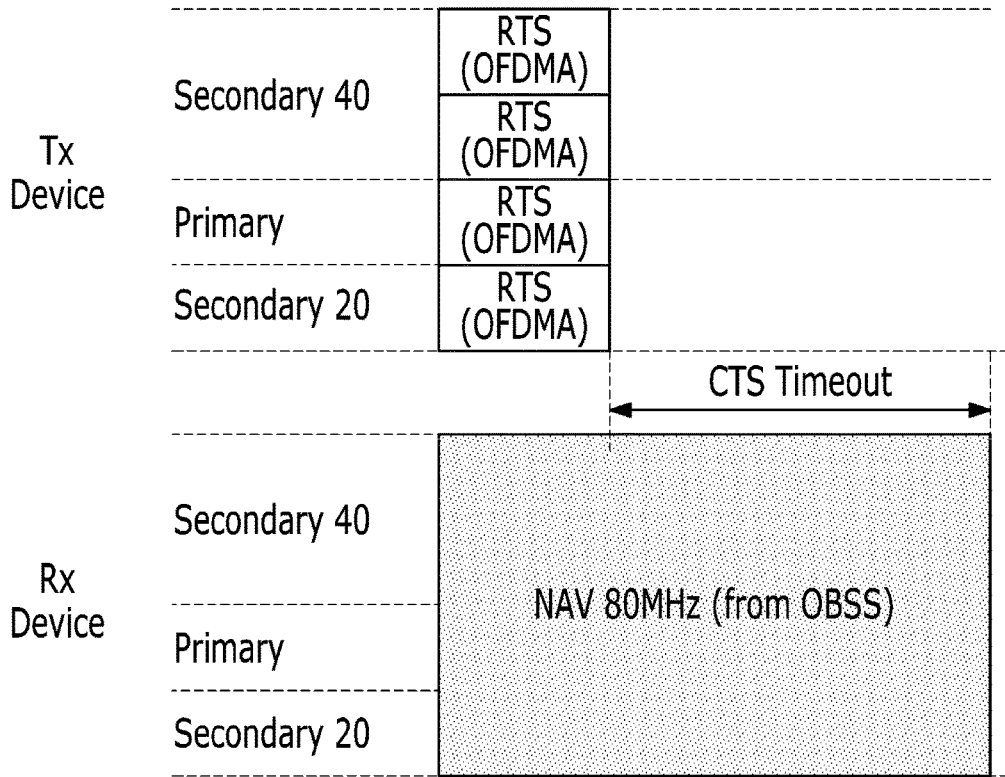 RTS
(OFDMA)
Secondary 40
RTS
(OFDMA)
Tx
Device
RTS
(OFDMA)
Primary
RTS
(OFDMA)
Secondary 20
CTS Timeout
Secondary 40
Rx
Device
NAV 80MHz (from OBSS)
Primary
Secondary 20